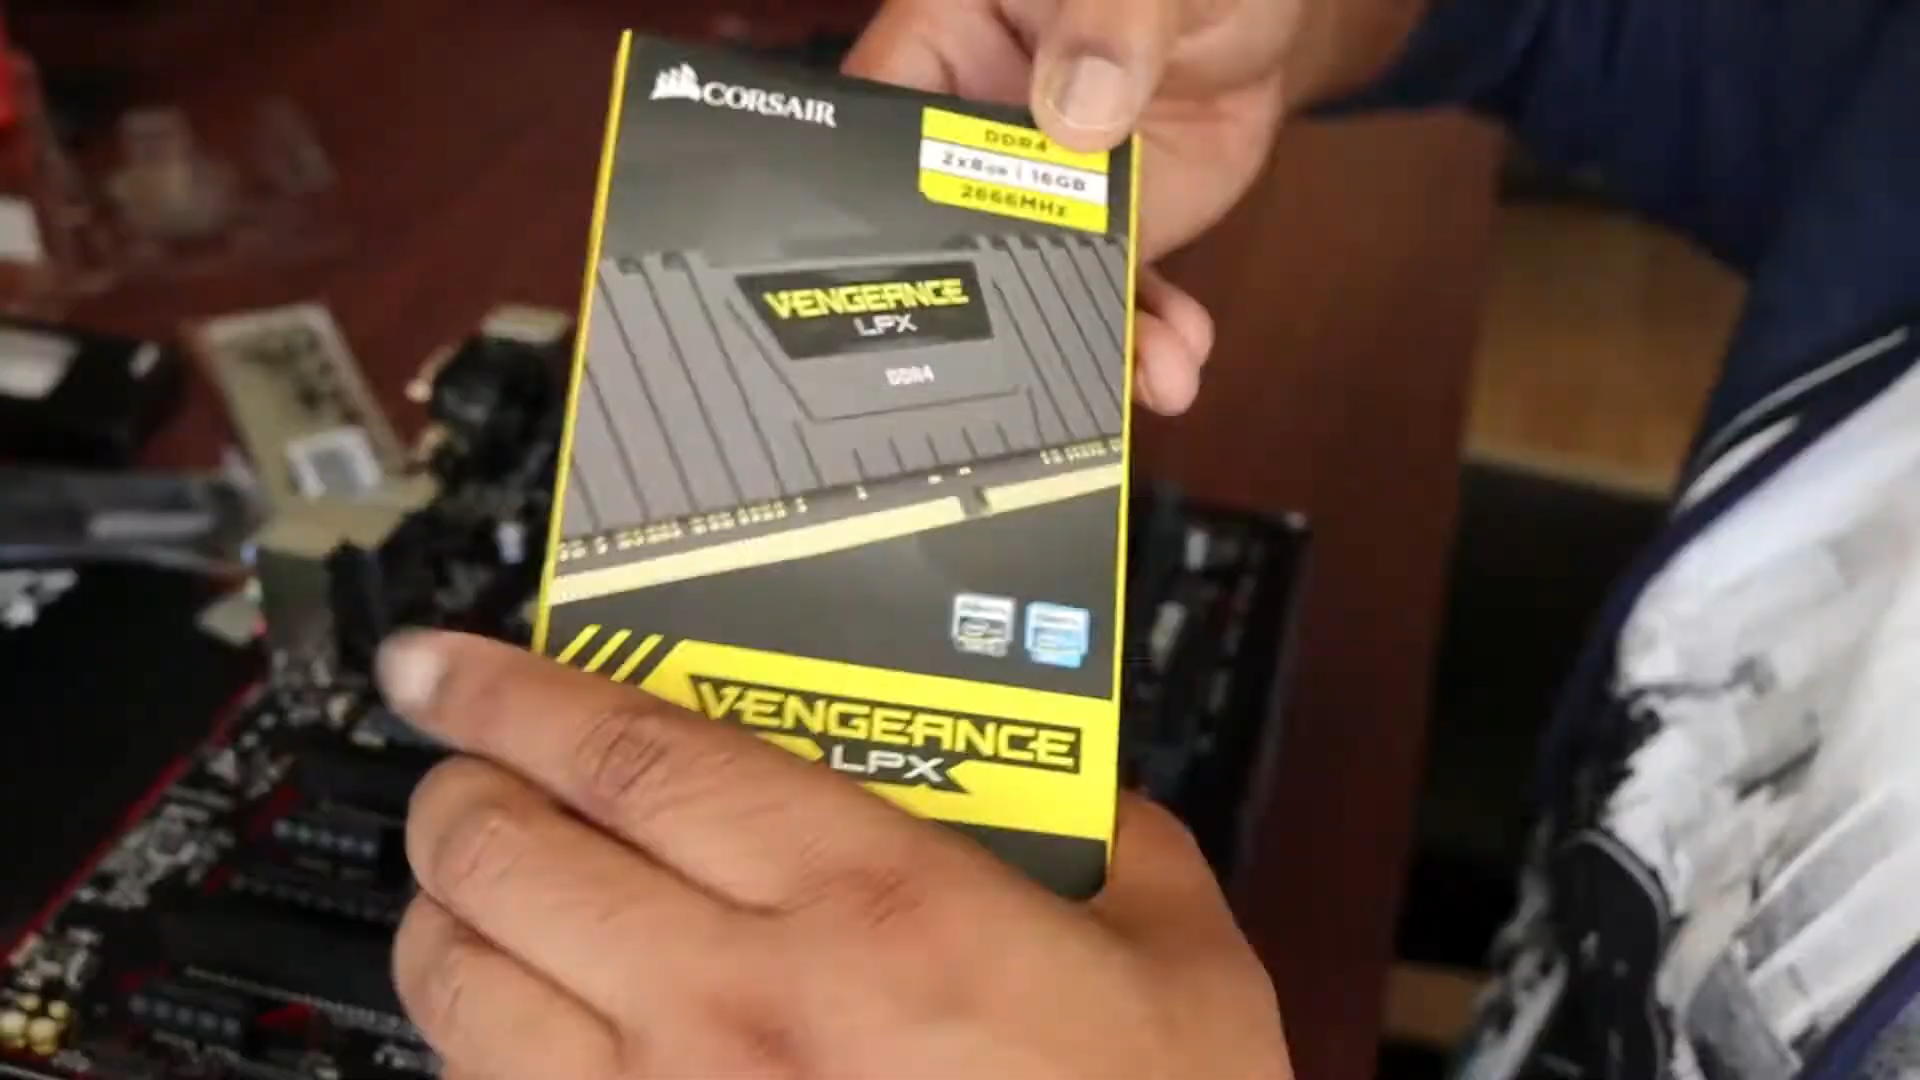 CORSAIR
DDR4
2x8GB | 16GB
2666MHz
VENGEANCE
LPX
DDR4
VENGEANCE
LPX